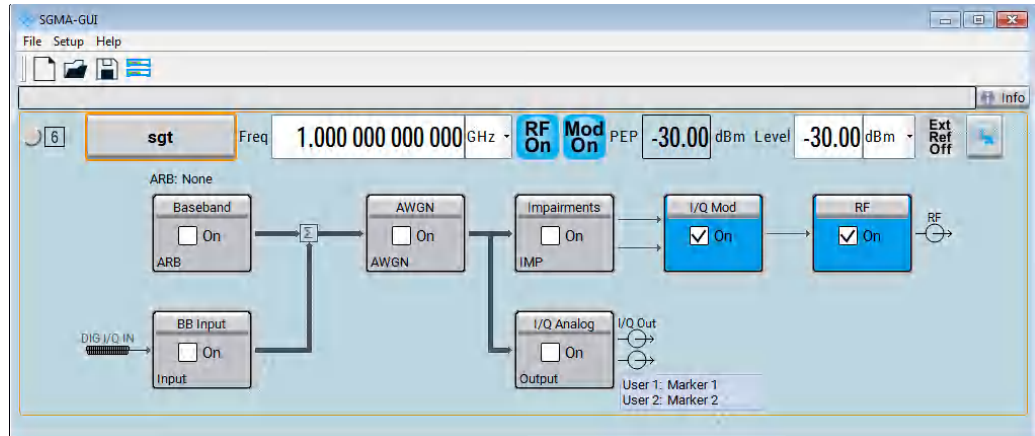 SGMA-GUI
File Setup Help
Info
6 sgt Freq 1.000 000 000 000 GHz RF On Mod On PEP -30.00 dBm Level -30.00 dBm Ext Ref Off
ARB: None
Baseband
On
ARB
Σ
AWGN
On
AWGN
Impairments
On
IMP
I/Q Mod
On
RF
On
RF
DIG I/Q IN
BB Input
On
Input
I/Q Analog
On
Output
I/Q Out
User 1: Marker 1
User 2: Marker 2